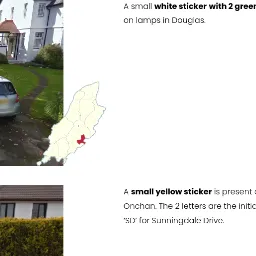 A small white sticker with 2 green
on lamps in Douglas.
A small yellow sticker is present
Onchan. The 2 letters are the
'SD' for Sunningdale Drive.